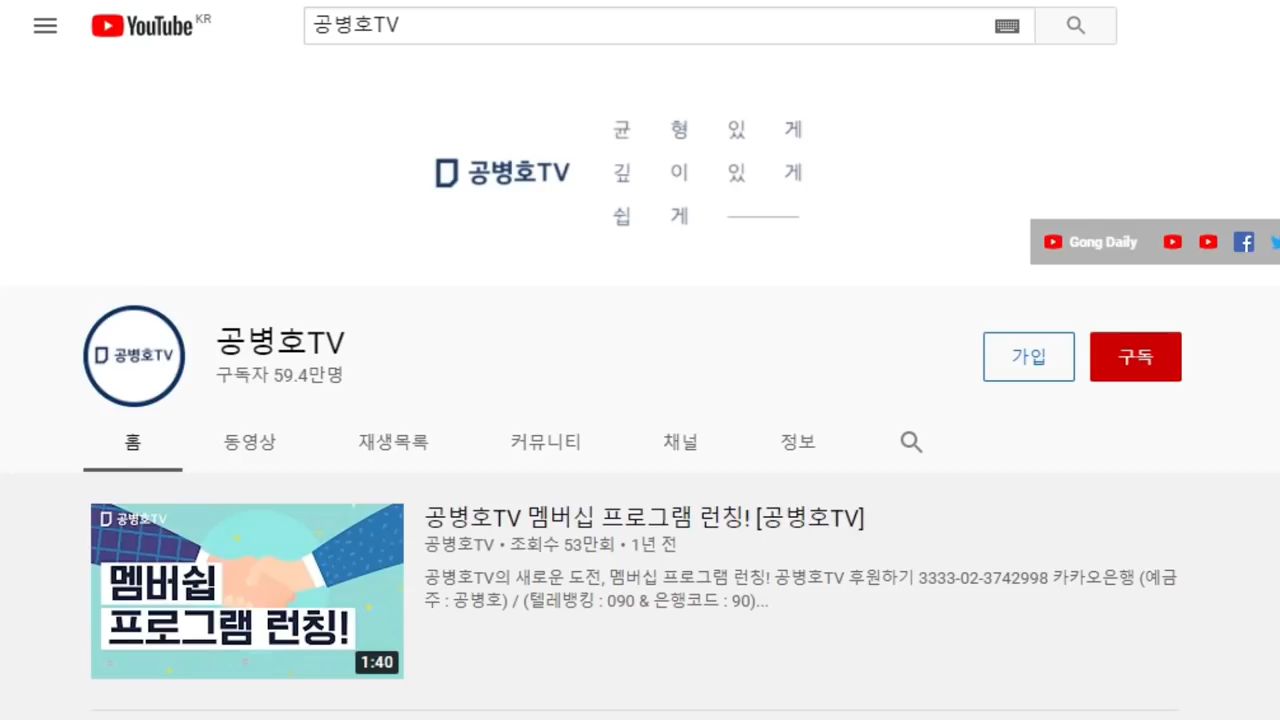 YouTube KR
공병호TV
균 형 있 게
공병호TV
깊 이 있 게
쉽 게
Gong Daily
공병호TV
공병호TV
구독자 59.4만명
가입
구독
홈
동영상
재생목록
커뮤니티
채널
정보
공병호TV
멤버쉽
프로그램 런칭!
1:40
공병호TV 멤버십 프로그램 런칭! [공병호TV]
공병호TV • 조회수 53만회 • 1년 전
공병호TV의 새로운 도전, 멤버십 프로그램 런칭! 공병호TV 후원하기 3333-02-3742998 카카오은행 (예금
주 : 공병호) / (텔레뱅킹 : 090 & 은행코드 : 90)...